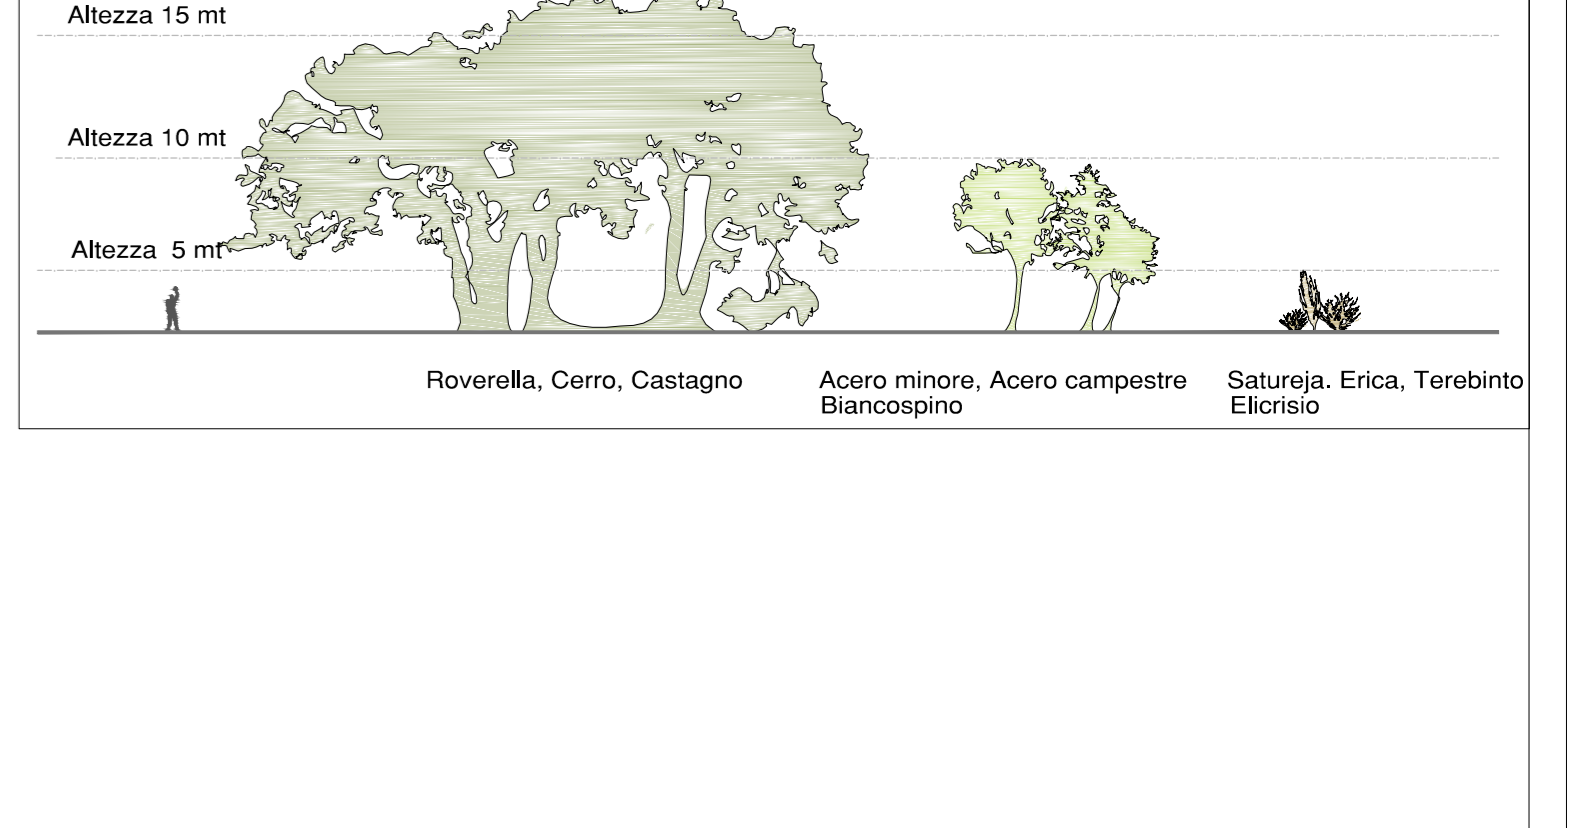 Altezza 15 mt
Altezza 10 mt
Altezza 5 mt
Roverella, Cerro, Castagno
Acero minore, Acero campestre
Biancospino
Satureja. Erica, Terebinto
Elicrisio